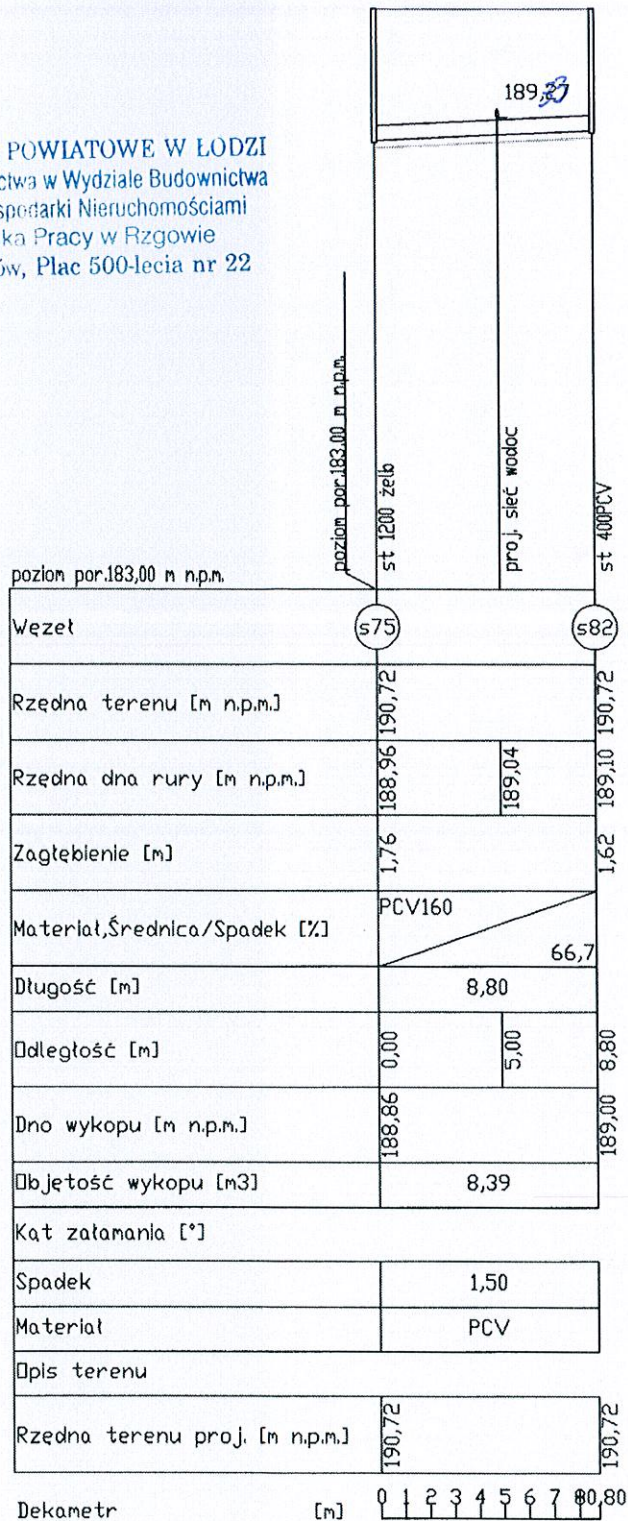 189,
POWIATOWE W ŁODZI
ctwa w Wydziale Budownictwa
spodarki Nieruchomościami
ka Pracy w Rzgowie
ów, Plac 500-lecia nr 22
poziom por.183,00 m n.p.m.
st 1200 żelb
proj. sieć wodoc
st 400PCV
poziom por.183,00 m n.p.m.
Węzeł s75 s82
Rzędna terenu [m n.p.m.] 190,72 190,72
Rzędna dna rury [m n.p.m.] 188,96 189,04 189,10
Zagłębienie [m] 1,76 1,62
Materiał,Średnica/Spadek [%] PCV160 66,7
Długość [m] 8,80
Odległość [m] 0,00 5,00 8,80
Dno wykopu [m n.p.m.] 188,86 189,00
Objętość wykopu [m3] 8,39
Kąt załamania [°]
Spadek 1,50
Materiał PCV
Opis terenu
Rzędna terenu proj. [m n.p.m.] 190,72 190,72
Dekametr [m] 0 1 2 3 4 5 6 7 80,80